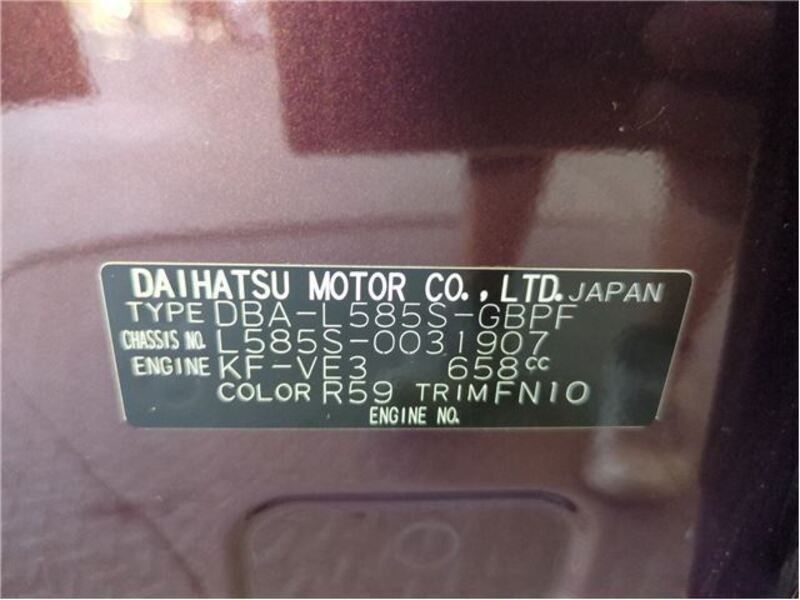 DAIHATSU MOTOR CO., LTD. JAPAN
TYPE DBA-L585S-GBPF
CHASSIS NO. L585S-0031907
ENGINE KF-VE3 658cc
COLOR R59 TRIM FN10
ENGINE NO.